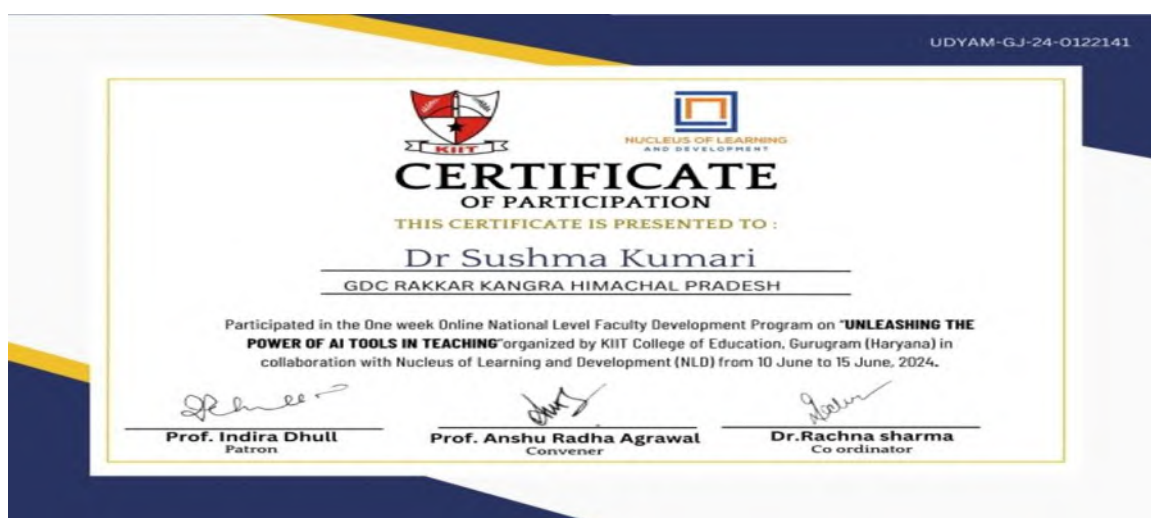 UDYAM-GJ-24-0122141
KIIT
NUCLEUS OF LEARNING
AND DEVELOPMENT
CERTIFICATE
OF PARTICIPATION
THIS CERTIFICATE IS PRESENTED TO :
Dr Sushma Kumari
GDC RAKKAR KANGRA HIMACHAL PRADESH
Participated in the One week Online National Level Faculty Development Program on "UNLEASHING THE
POWER OF AI TOOLS IN TEACHING"organized by KIIT College of Education, Gurugram (Haryana) in
collaboration with Nucleus of Learning and Development (NLD) from 10 June to 15 June, 2024.
Prof. Indira Dhull
Patron
Prof. Anshu Radha Agrawal
Convener
Dr.Rachna sharma
Co ordinator